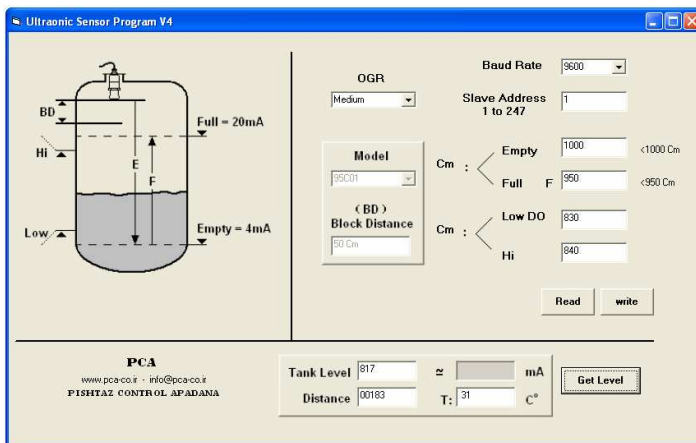 Ultraonic Sensor Program V4
BD
Hi
Low
E
F
Full = 20mA
Empty = 4mA
OGR
Medium
Baud Rate
9600
Slave Address
1 to 247
1
Model
95C01
( BD )
Block Distance
50 Cm
Cm :
Empty
1000
<1000 Cm
Full F
950
<950 Cm
Cm :
Low DO
830
Hi
840
Read
write
PCA
www.pca-co.ir - info@pca-co.ir
PISHTAZ CONTROL APADANA
Tank Level
817
≃
mA
Distance
00183
T:
31
C°
Get Level